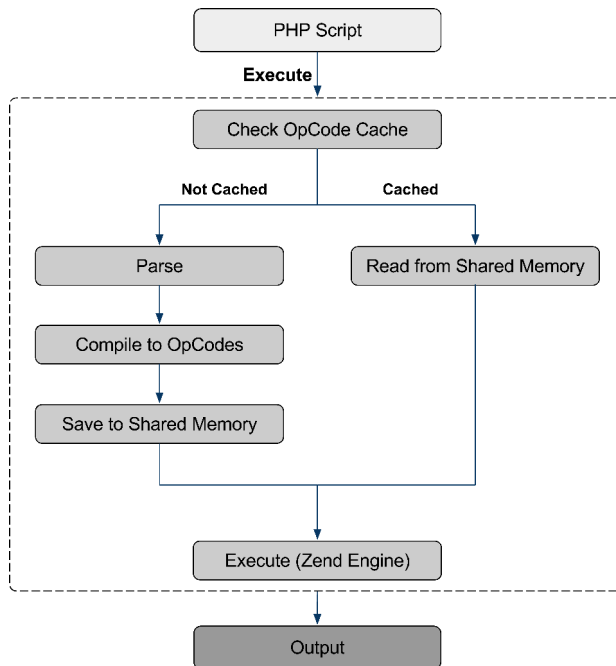 PHP Script
Execute
Check OpCode Cache
Not Cached
Cached
Parse
Read from Shared Memory
Compile to OpCodes
Save to Shared Memory
Execute (Zend Engine)
Output